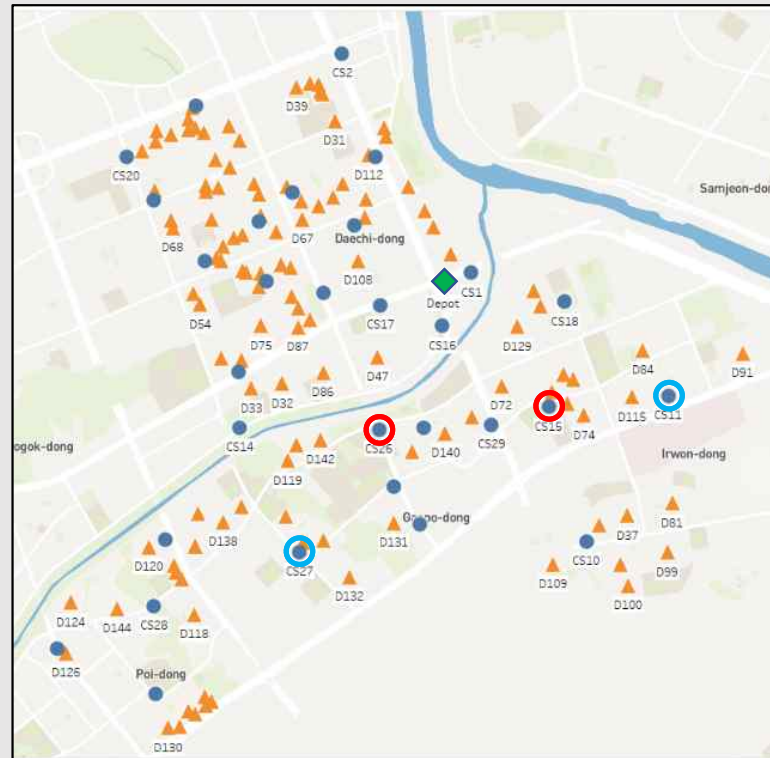 CS2
D39
D31
CS20
D112
Samjeon-do
D68
D67
Daechi-dong
D108
CS1
Depot
D54
CS17
CS18
CS16
D75
D87
D129
D47
D84
D91
D86
D33
D32
D72
D115
CS11
CS15
D74
CS14
CS26
D140
CS29
ogok-dong
D142
Irwon-dong
D119
D81
Ga
o-dong
D37
D138
D131
CS10
D120
CS27
D99
D109
D132
D100
D124
D144
CS28
D118
D126
Poi-dong
D130